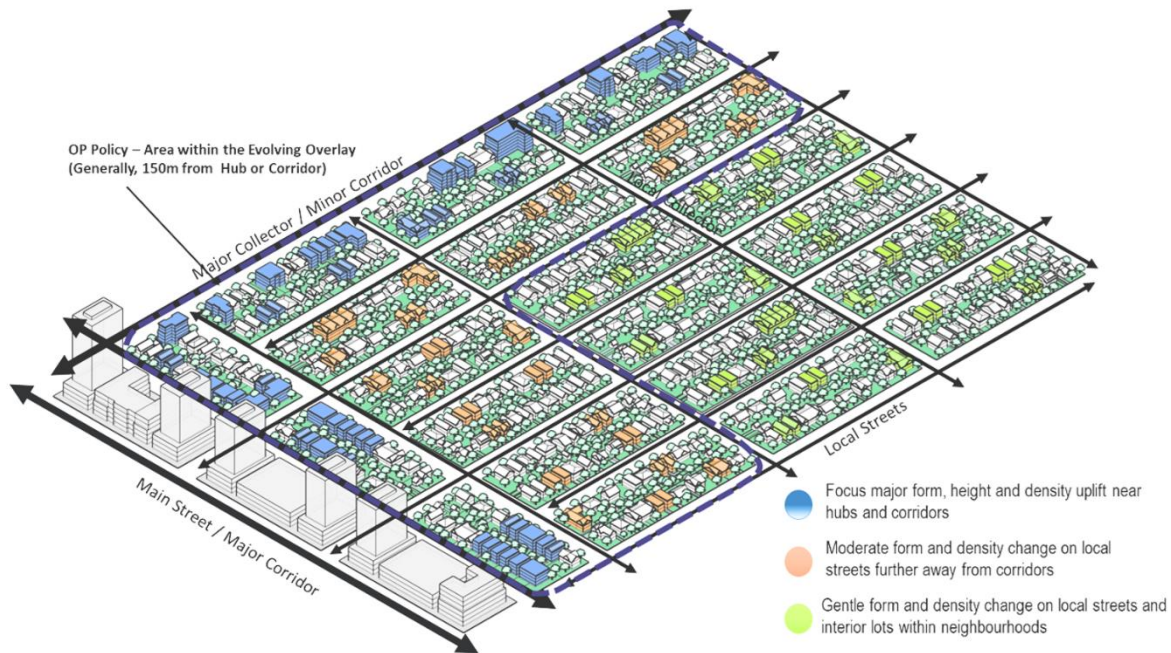 OP Policy – Area within the Evolving Overlay
(Generally, 150m from Hub or Corridor)
Major Collector / Minor Corridor
Main Street / Major Corridor
Local Streets
Focus major form, height and density uplift near
hubs and corridors
Moderate form and density change on local
streets further away from corridors
Gentle form and density change on local streets and
interior lots within neighbourhoods